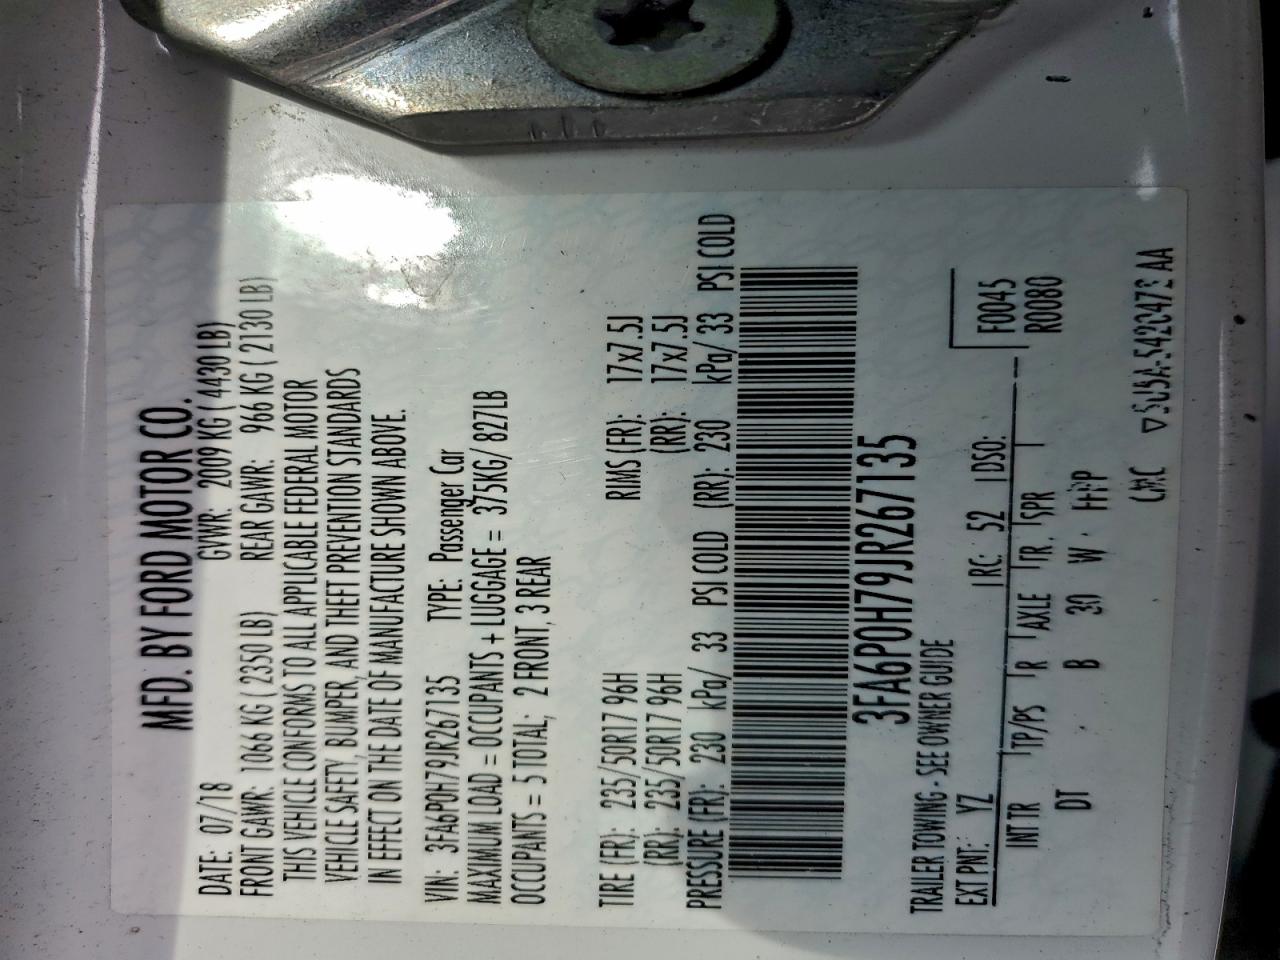 MFD. BY FORD MOTOR CO.
DATE: 07/18 GVWR: 2009 KG ( 4430 LB)
FRONT GAWR: 1066 KG ( 2350 LB) REAR GAWR: 966 KG ( 2130 LB)
THIS VEHICLE CONFORMS TO ALL APPLICABLE FEDERAL MOTOR
VEHICLE SAFETY, BUMPER, AND THEFT PREVENTION STANDARDS
IN EFFECT ON THE DATE OF MANUFACTURE SHOWN ABOVE.
VIN: 3FA6P0H79JR267135 TYPE: Passenger Car
MAXIMUM LOAD = OCCUPANTS + LUGGAGE = 375KG/ 827LB
OCCUPANTS = 5 TOTAL; 2 FRONT, 3 REAR
TIRE (FR): 235/50R17 96H RIMS (FR): 17x7.5J
(RR): 235/50R17 96H (RR): 17x7.5J
PRESSURE (FR): 230 kPa/ 33 PSI COLD (RR): 230 kPa/ 33 PSI COLD
3FA6P0H79JR267135
TRAILER TOWING - SEE OWNER GUIDE
F0045
EXT PNT: YZ RC: 52 DSO: R0080
INT TR TP/PS R AXLE TR SPR
DT B 30 W